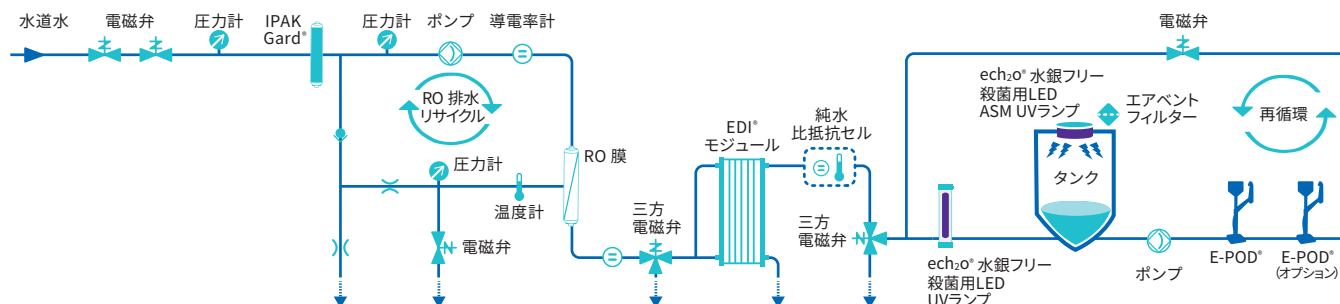 水道水
電磁弁
圧力計
IPAK
Gard®
圧力計
ポンプ
導電率計
RO 排水
リサイクル
圧力計
温度計
電磁弁
RO 膜
三方
電磁弁
EDI®
モジュール
純水
比抵抗セル
三方
電磁弁
ech₂o® 水銀フリー
殺菌用LED
UVランプ
ech₂o® 水銀フリー
殺菌用LED
ASM UVランプ
エアベント
フィルター
タンク
ポンプ
電磁弁
再循環
E-POD®
E-POD®
(オプション)